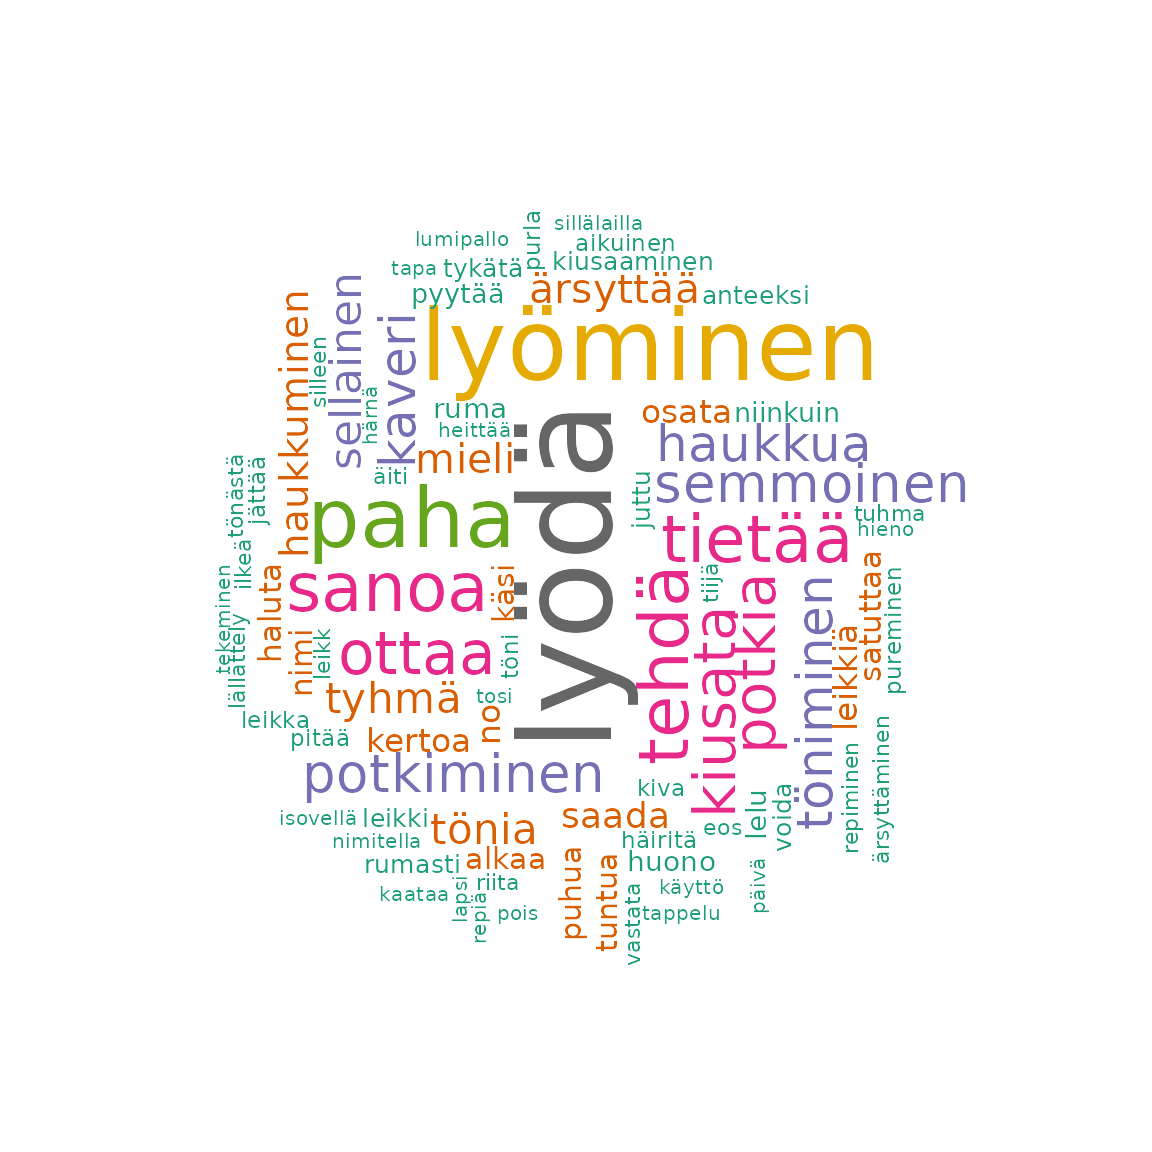 sillälailla
purla
lumipallo
aikuinen
kiusaaminen
tapa
tykätä
pyytää
ärsyttää
anteeksi
lyöminen
haukkuminen
sellainen
kaveri
silleen
härnä
ruma
heittää
osata
niinkuin
haukkua
mieli
äiti
semmoinen
juttu
lyödä
paha
tönästä
jättää
tietää
tuhma
hieno
ilkeä
sanoa
käsi
haluta
tekeminen
lällättely
nimi
leikk
ottaa
töni
tehdä
tiijä
kiusata
potkia
töniminen
leikkiä
satuttaa
pureminen
tyhmä
tosi
no
leikka
pitää
kertoa
potkiminen
kiva
lelu
voida
repiminen
ärsyttäminen
isovellä
leikki
tönia
saada
eos
nimitella
häiritä
rumasti
alkaa
huono
riita
puhua
tuntua
kaataa
lapsi
repiä
pois
vastata
käyttö
tappelu
päivä